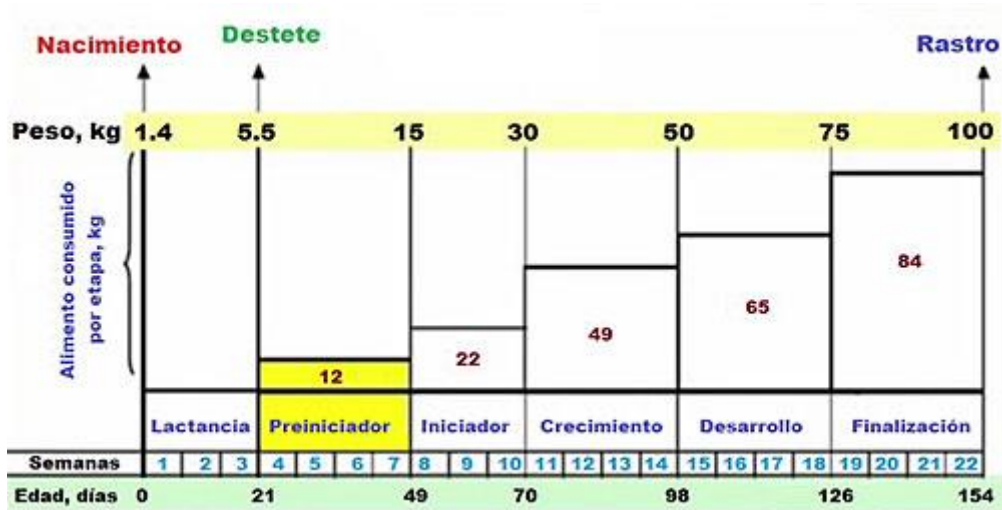 Nacimiento Destete Rastro
Peso, kg 1.4 5.5 15 30 50 75 100
Alimento consumido
por etapa, kg
12 22 49 65 84
Lactancia Preiniciador Iniciador Crecimiento Desarrollo Finalización
Semanas 1 2 3 4 5 6 7 8 9 10 11 12 13 14 15 16 17 18 19 20 21 22
Edad, días 0 21 49 70 98 126 154